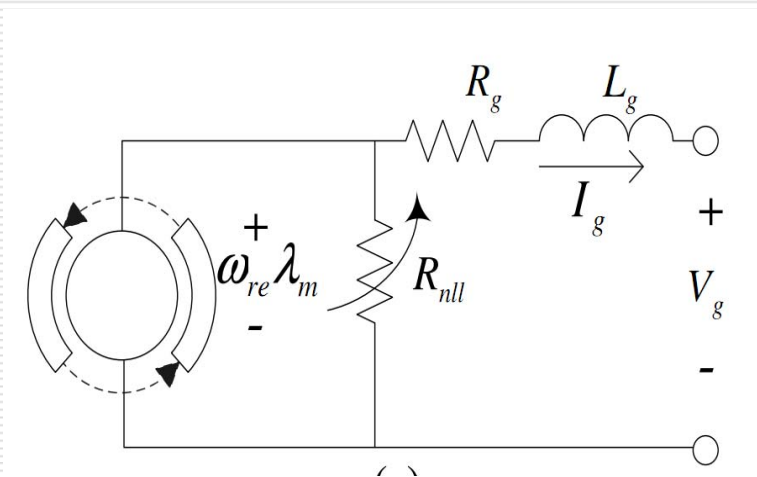 R_g
L_g
I_g
+
ω_re λ_m
-
R_nll
+
V_g
-